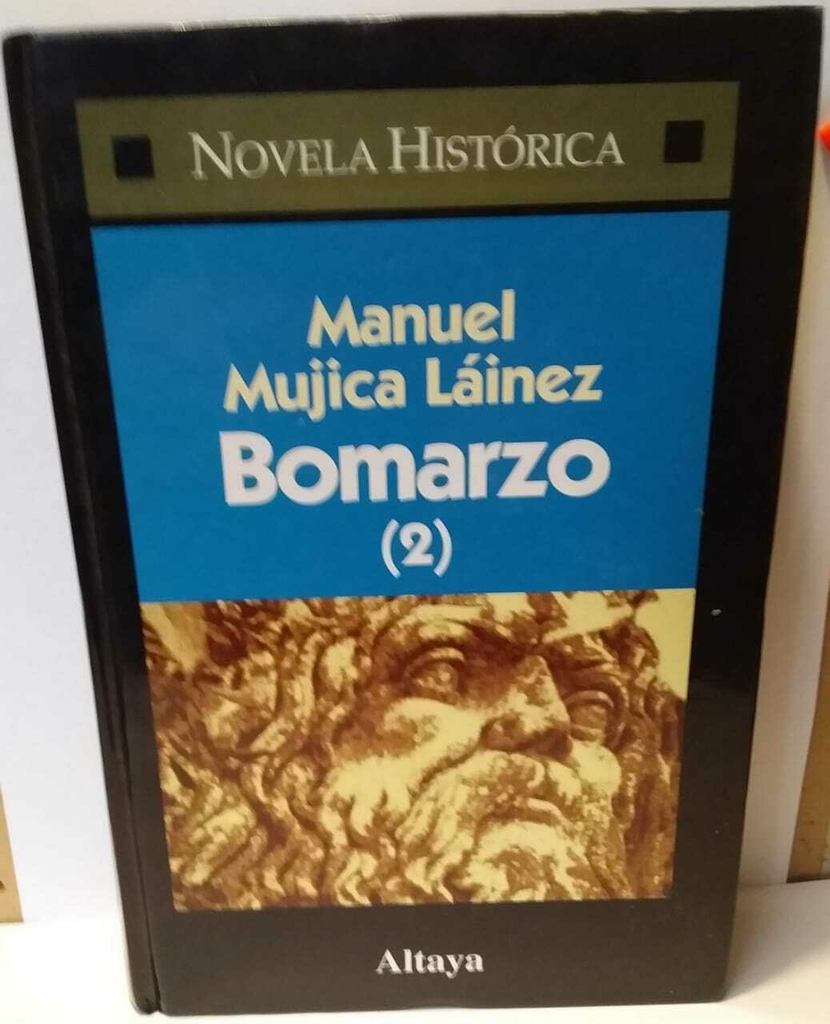 NOVELA HISTÓRICA
Manuel
Mujica Láinez
Bomarzo
(2)
Altaya